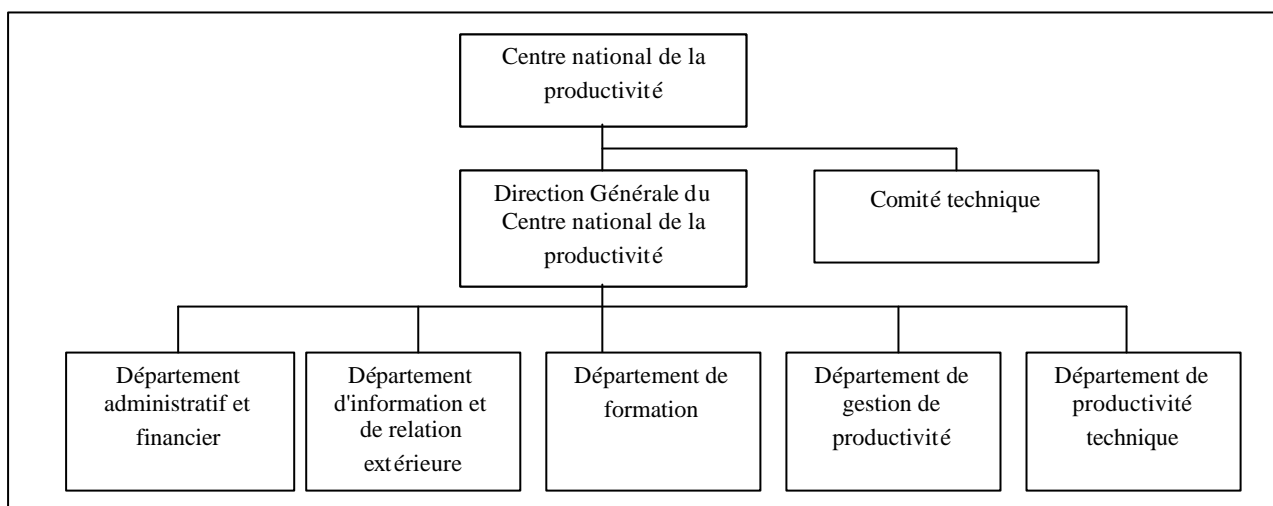 Centre national de la
productivité
Direction Générale du
Centre national de la
productivité
Comité technique
Département
administratif et
financier
Département
d'information et
de relation
extérieure
Département de
formation
Département de
gestion de
productivité
Département de
productivité
technique